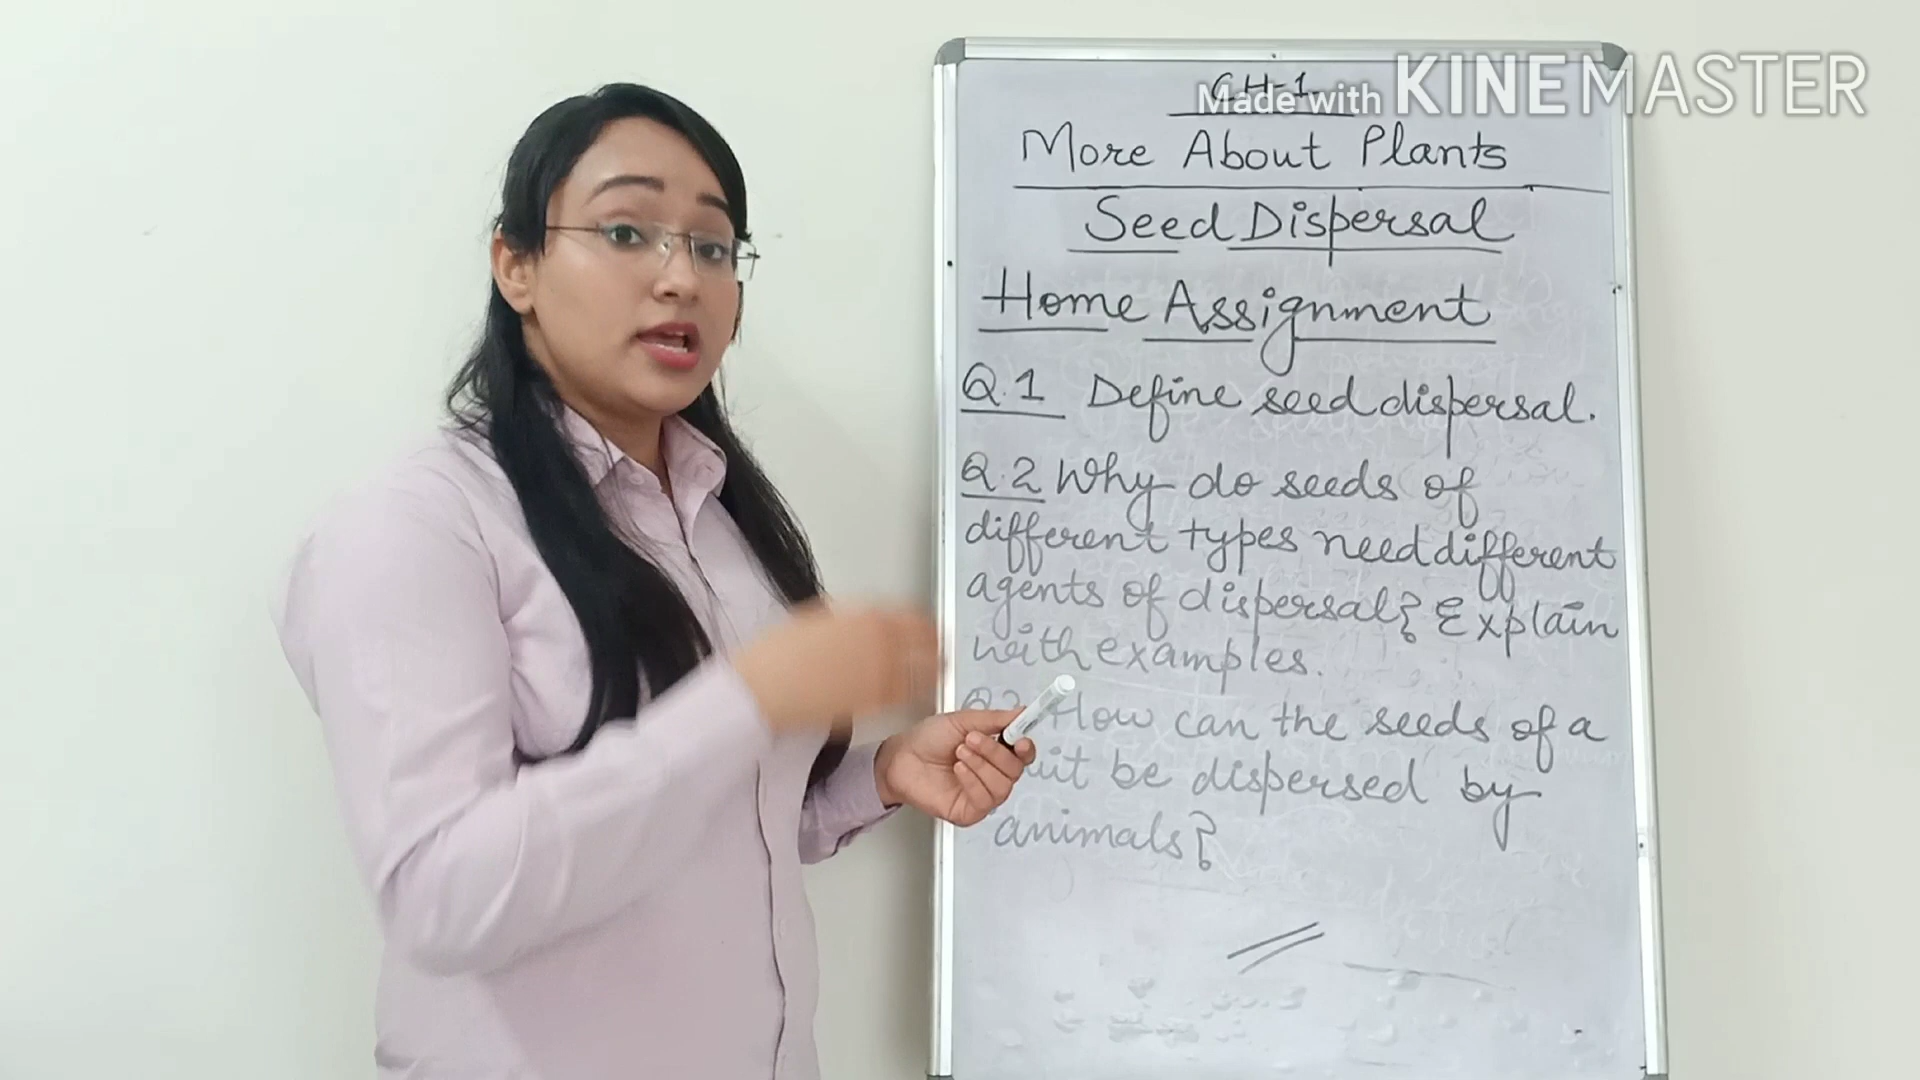 CH-1
Made with KINEMASTER
More About Plants
Seed Dispersal
Home Assignment
Q.1 Define seed dispersal.
Q.2 Why do seeds of
different types need different
agents of dispersal? Explain
with examples.
How can the seeds of a
be dispersed by
animals?